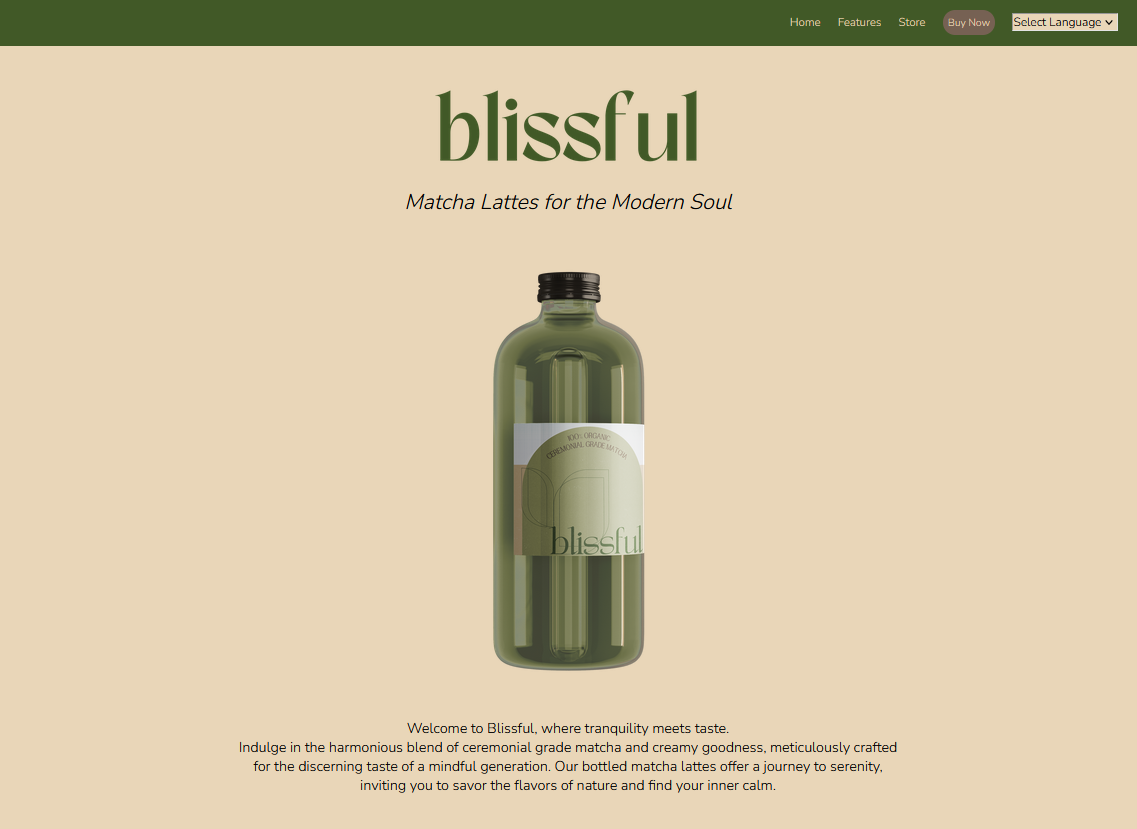 Home Features Store Buy Now Select Language
blissful
Matcha Lattes for the Modern Soul
100% ORGANIC
CEREMONIAL GRADE MATCHA
blissful
Welcome to Blissful, where tranquility meets taste.
Indulge in the harmonious blend of ceremonial grade matcha and creamy goodness, meticulously crafted
for the discerning taste of a mindful generation. Our bottled matcha lattes offer a journey to serenity,
inviting you to savor the flavors of nature and find your inner calm.